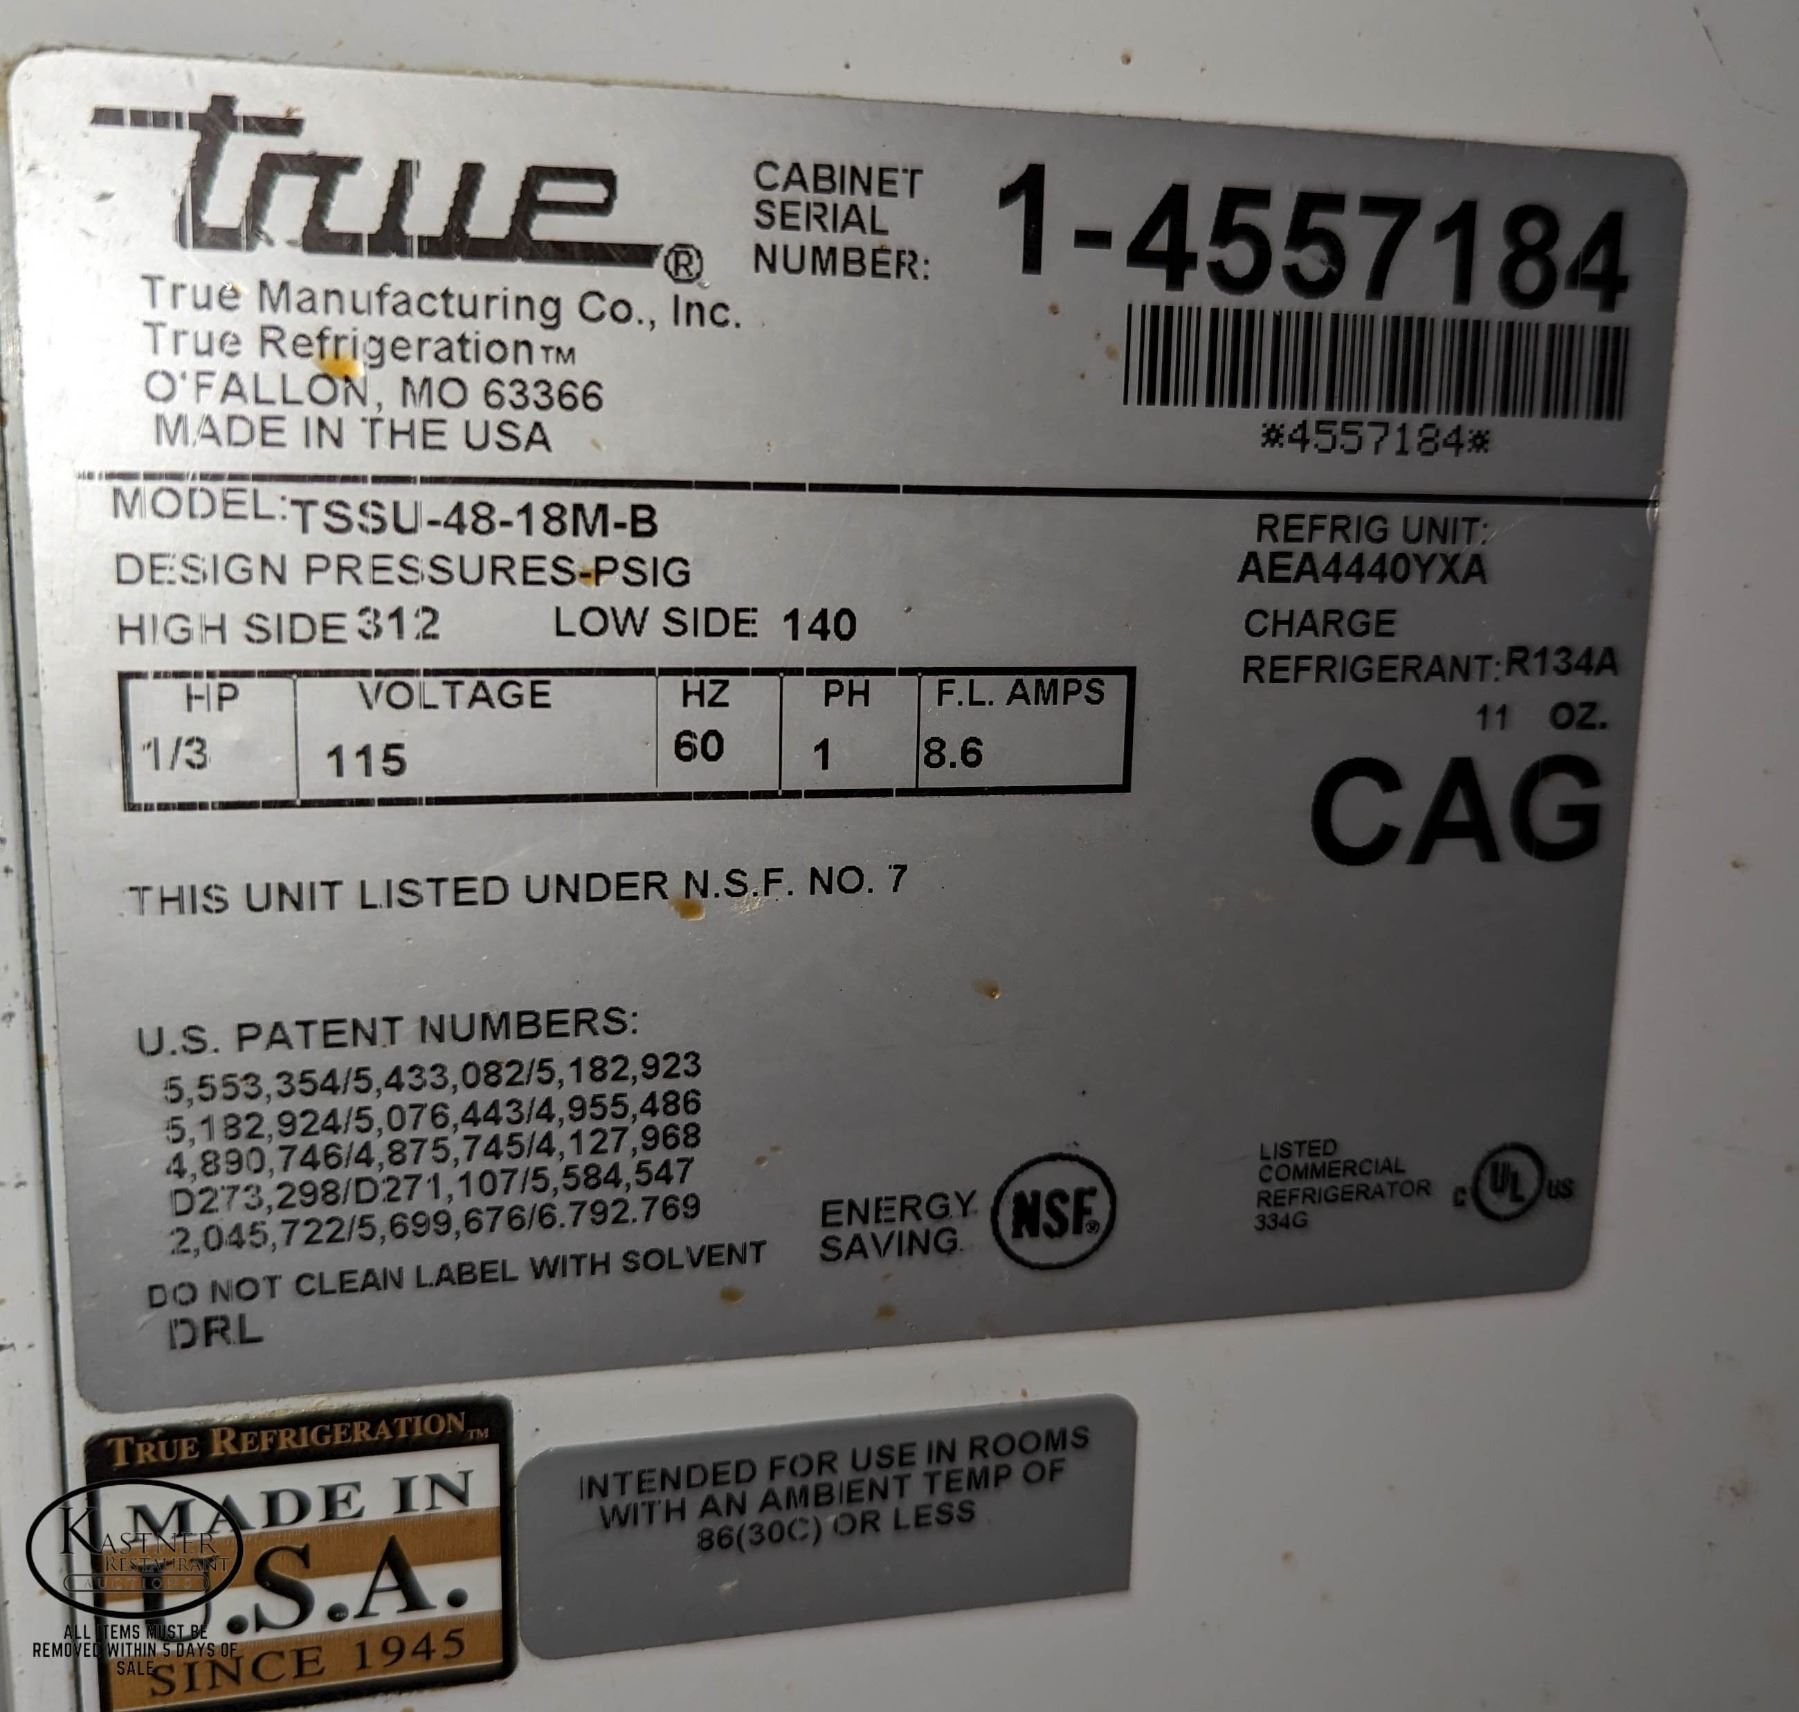 true®
CABINET
SERIAL
NUMBER:
1-4557184
*4557184*
True Manufacturing Co., Inc.
True Refrigeration™
O'FALLON, MO 63366
MADE IN THE USA
MODEL:TSSU-48-18M-B
DESIGN PRESSURES-PSIG
HIGH SIDE 312 LOW SIDE 140
REFRIG UNIT:
AEA4440YXA
CHARGE
REFRIGERANT:R134A
11 OZ.
CAG
HP VOLTAGE HZ PH F.L. AMPS
1/3 115 60 1 8.6
THIS UNIT LISTED UNDER N.S.F. NO. 7
U.S. PATENT NUMBERS:
5,553,354/5,433,082/5,182,923
5,182,924/5,076,443/4,955,486
4,890,746/4,875,745/4,127,968
D273,298/D271,107/5,584,547
2,045,722/5,699,676/6.792.769
DO NOT CLEAN LABEL WITH SOLVENT
DRL
ENERGY
SAVING
NSF®
LISTED
COMMERCIAL
REFRIGERATOR
334G
C UL US
TRUE REFRIGERATION™
MADE IN
U.S.A.
SINCE 1945
INTENDED FOR USE IN ROOMS
WITH AN AMBIENT TEMP OF
86(30C) OR LESS
KASTNER
RESTAURANT
AUCTIONS
ALL ITEMS MUST BE
REMOVED WITHIN 5 DAYS OF
SALE